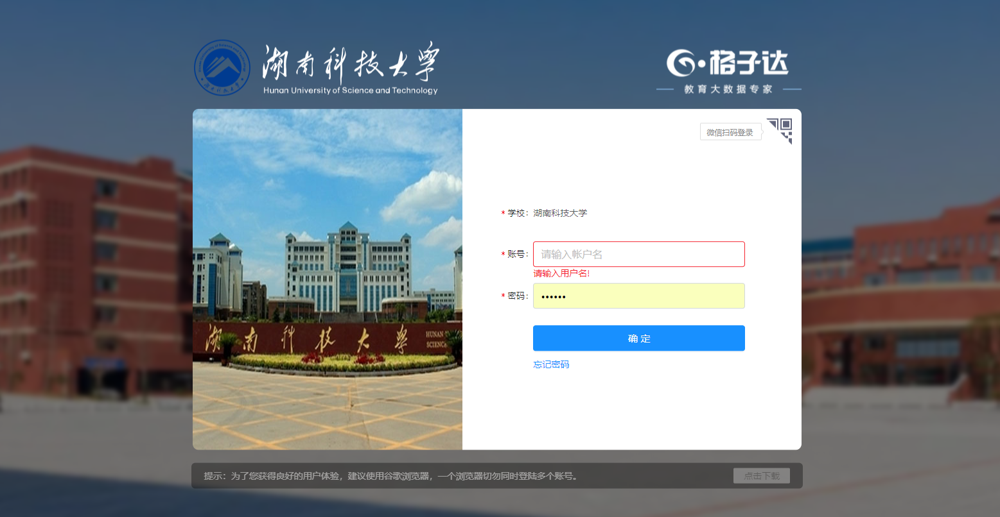 湖南科技大学
Hunan University of Science and Technology
格子达
教育大数据专家
微信扫码登录
* 学校： 湖南科技大学
* 账号： 请输入帐户名
请输入用户名!
* 密码： ••••••
确 定
忘记密码
湖南科技大学
HUNAN
SCIENC
提示：为了您获得良好的用户体验，建议使用谷歌浏览器，一个浏览器切勿同时登陆多个账号。
点击下载